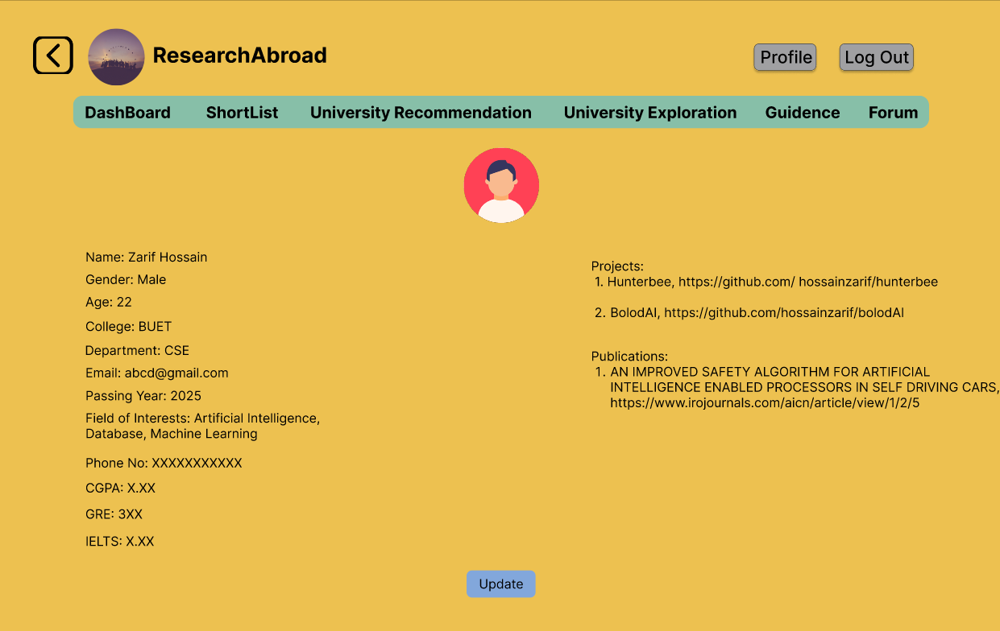 ResearchAbroad
Profile
Log Out
DashBoard
ShortList
University Recommendation
University Exploration
Guidence
Forum
Name: Zarif Hossain
Gender: Male
Age: 22
College: BUET
Department: CSE
Email: abcd@gmail.com
Passing Year: 2025
Field of Interests: Artificial Intelligence,
Database, Machine Learning
Phone No: XXXXXXXXXXX
CGPA: X.XX
GRE: 3XX
IELTS: X.XX
Projects:
1. Hunterbee, https://github.com/ hossainzarif/hunterbee
2. BolodAI, https://github.com/hossainzarif/bolodAI
Publications:
1. AN IMPROVED SAFETY ALGORITHM FOR ARTIFICIAL
INTELLIGENCE ENABLED PROCESSORS IN SELF DRIVING CARS,
https://www.irojournals.com/aicn/article/view/1/2/5
Update